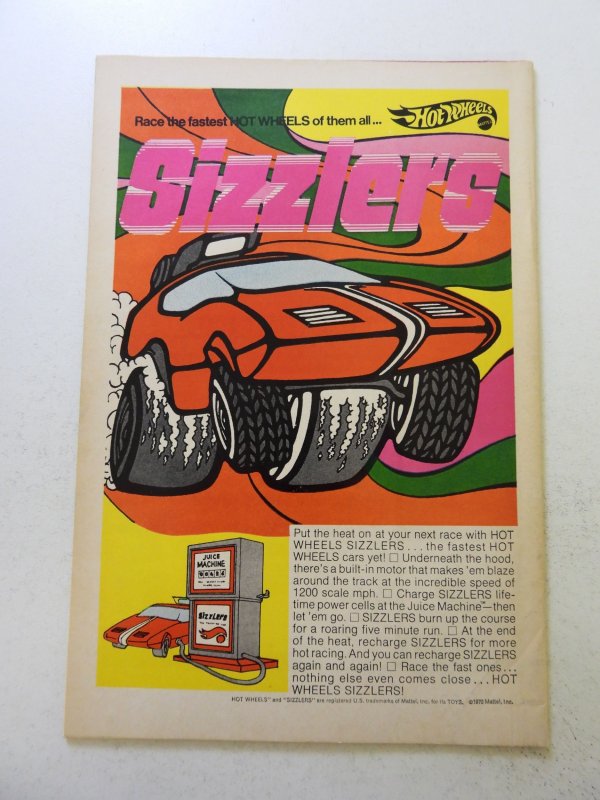 Race the fastest HOT WHEELS of them all...
HOT WHEELS
MATTEL
Sizzlers
Put the heat on at your next race with HOT
WHEELS SIZZLERS... the fastest HOT
WHEELS cars yet! □ Underneath the hood,
there's a built-in motor that makes 'em blaze
around the track at the incredible speed of
1200 scale mph. □ Charge SIZZLERS life-
time power cells at the Juice Machine™—then
let 'em go. □ SIZZLERS burn up the course
for a roaring five minute run. □ At the end
of the heat, recharge SIZZLERS for more
hot racing. And you can recharge SIZZLERS
again and again! □ Race the fast ones...
nothing else even comes close...HOT
WHEELS SIZZLERS!
JUICE
MACHINE
Sizzlers
HOT WHEELS" and "SIZZLERS" are registered U.S. trademarks of Mattel, Inc. for its TOYS. ©1970 Mattel, Inc.